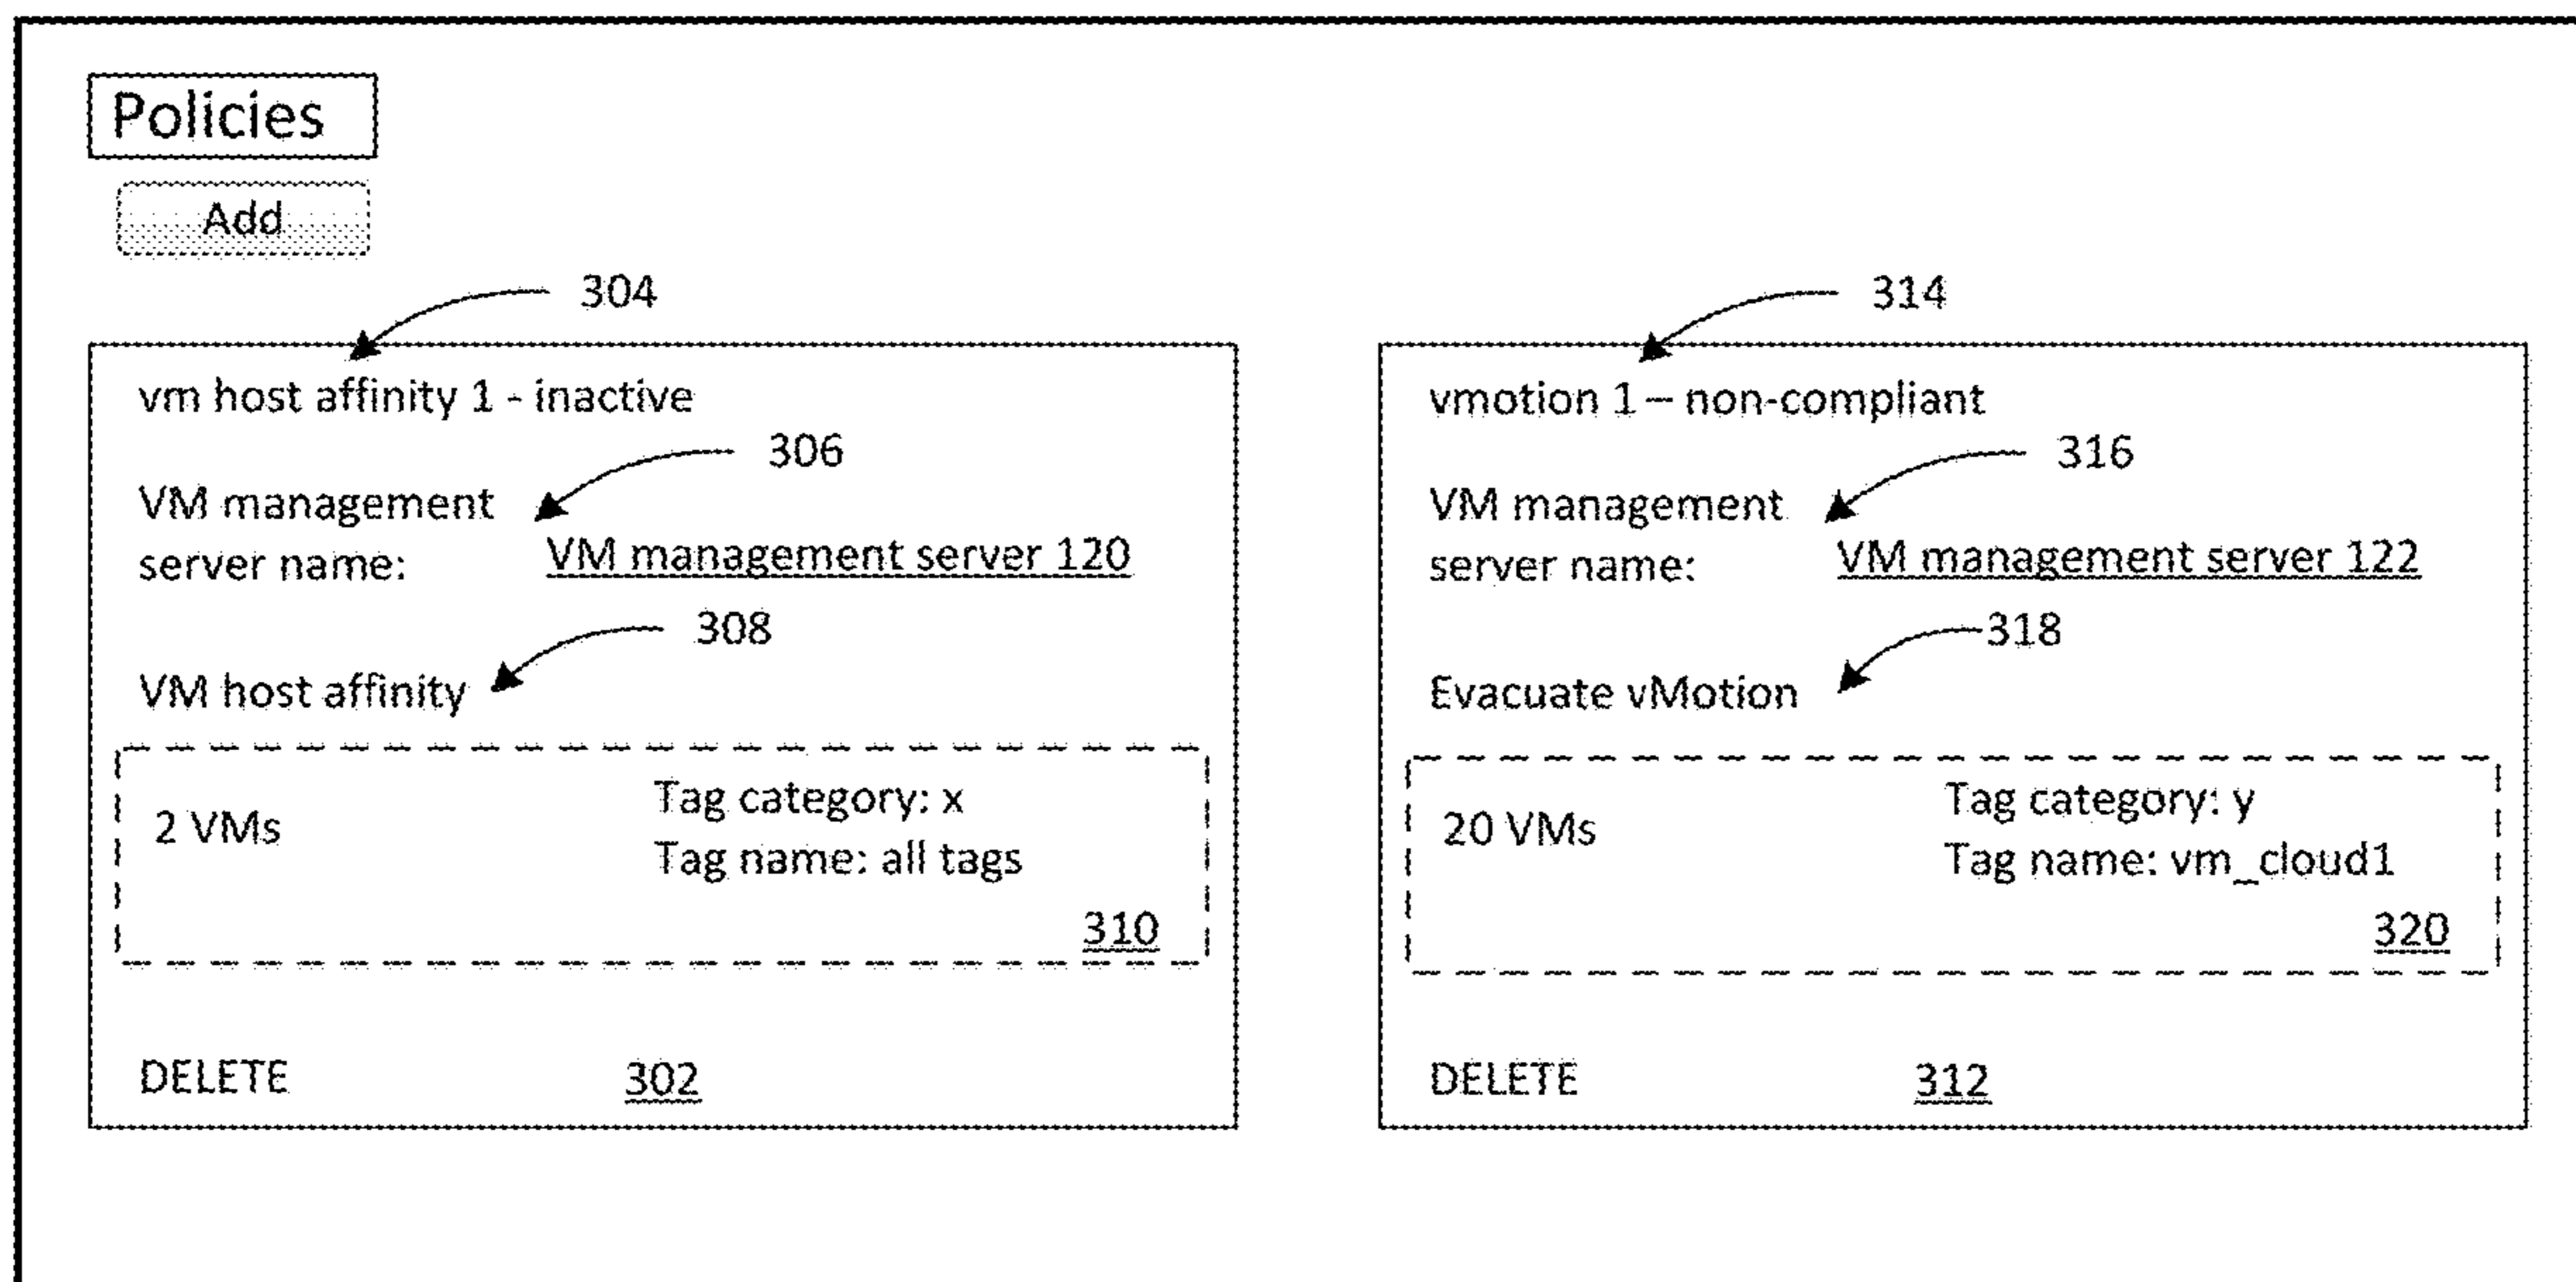 Policies
Add
304
vm host affinity 1 - inactive
306
VM management
server name:
VM management server 120
308
VM host affinity
2 VMs
Tag category: x
Tag name: all tags
310
DELETE
302
314
vmotion 1 – non-compliant
316
VM management
server name:
VM management server 122
318
Evacuate vMotion
20 VMs
Tag category: y
Tag name: vm_cloud1
320
DELETE
312